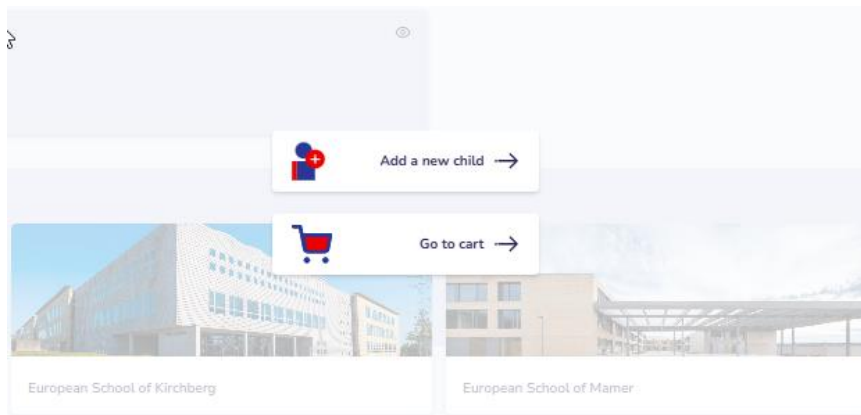 Add a new child
Go to cart
European School of Kirchberg
European School of Mamer